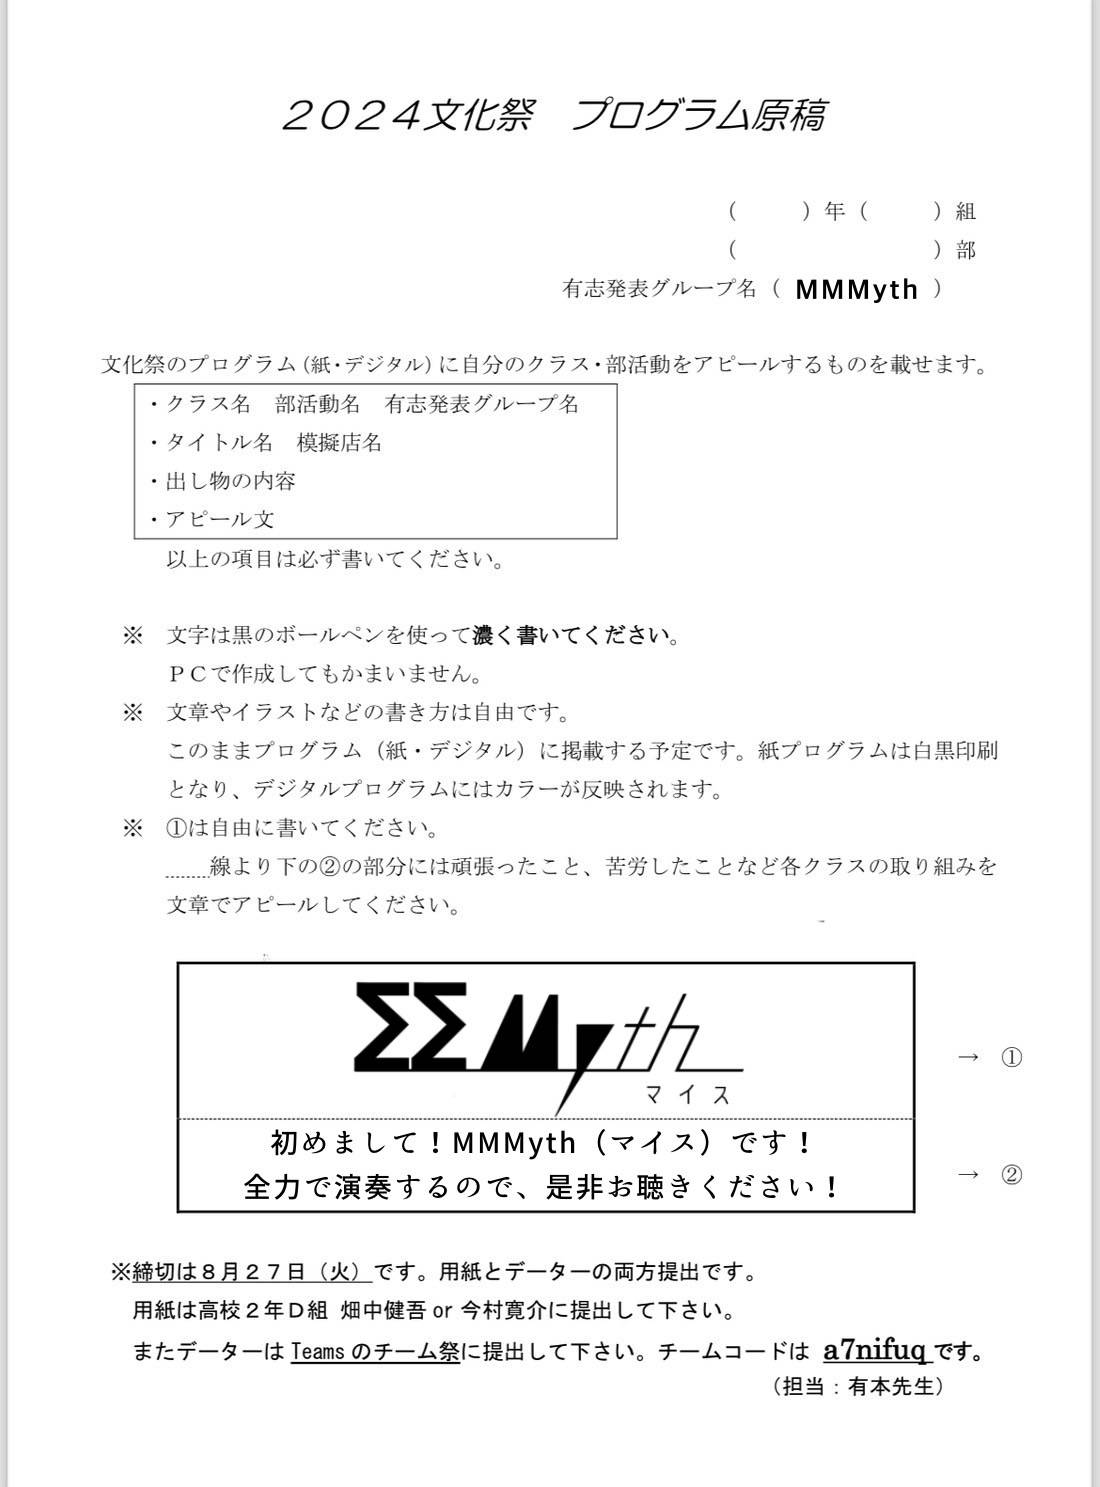 ２０２４文化祭　プログラム原稿
（　　　）年（　　　）組
（　　　　　　　　　）部
有志発表グループ名（ MMMyth ）
文化祭のプログラム（紙・デジタル）に自分のクラス・部活動をアピールするものを載せます。
・クラス名　部活動名　有志発表グループ名
・タイトル名　模擬店名
・出し物の内容
・アピール文
以上の項目は必ず書いてください。
※　文字は黒のボールペンを使って濃く書いてください。
ＰＣで作成してもかまいません。
※　文章やイラストなどの書き方は自由です。
このままプログラム（紙・デジタル）に掲載する予定です。紙プログラムは白黒印刷
となり、デジタルプログラムにはカラーが反映されます。
※　①は自由に書いてください。
......線より下の②の部分には頑張ったこと、苦労したことなど各クラスの取り組みを
文章でアピールしてください。
ΣΣMyth
マイス
→　①
初めまして！MMMyth（マイス）です！
全力で演奏するので、是非お聴きください！
→　②
※締切は８月２７日（火）です。用紙とデーターの両方提出です。
用紙は高校２年Ｄ組 畑中健吾 or 今村寛介に提出して下さい。
またデーターは Teams のチーム祭に提出して下さい。チームコードは a7nifuq です。
（担当：有本先生）